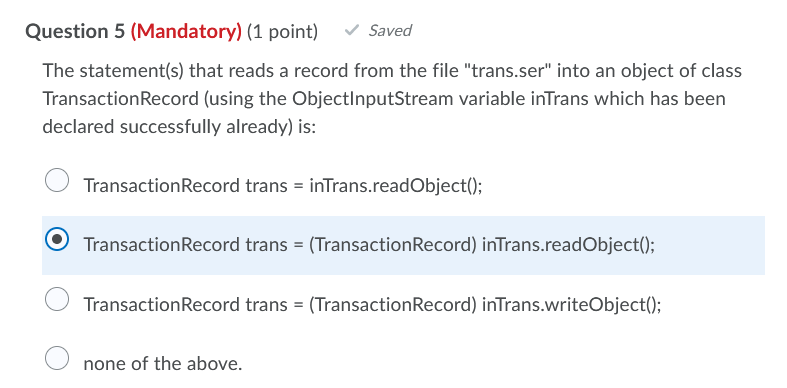 Question 5 (Mandatory) (1 point) Saved
The statement(s) that reads a record from the file "trans.ser" into an object of class
TransactionRecord (using the ObjectInputStream variable inTrans which has been
declared successfully already) is:
TransactionRecord trans = inTrans.readObject();
TransactionRecord trans = (TransactionRecord) inTrans.readObject();
TransactionRecord trans = (TransactionRecord) inTrans.writeObject();
none of the above.